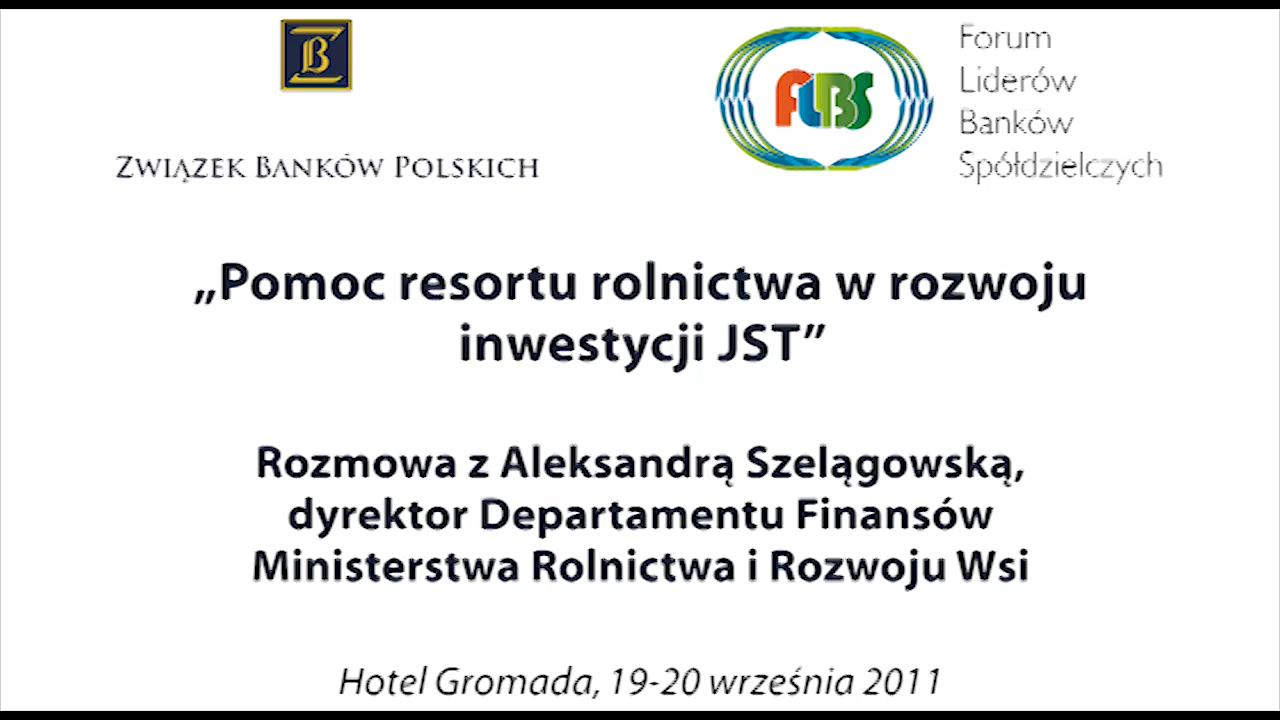 B
ZWIĄZEK BANKÓW POLSKICH
FLBS
Forum
Liderów
Banków
Spółdzielczych
„Pomoc resortu rolnictwa w rozwoju
inwestycji JST”
Rozmowa z Aleksandrą Szelągowską,
dyrektor Departamentu Finansów
Ministerstwa Rolnictwa i Rozwoju Wsi
Hotel Gromada, 19-20 września 2011